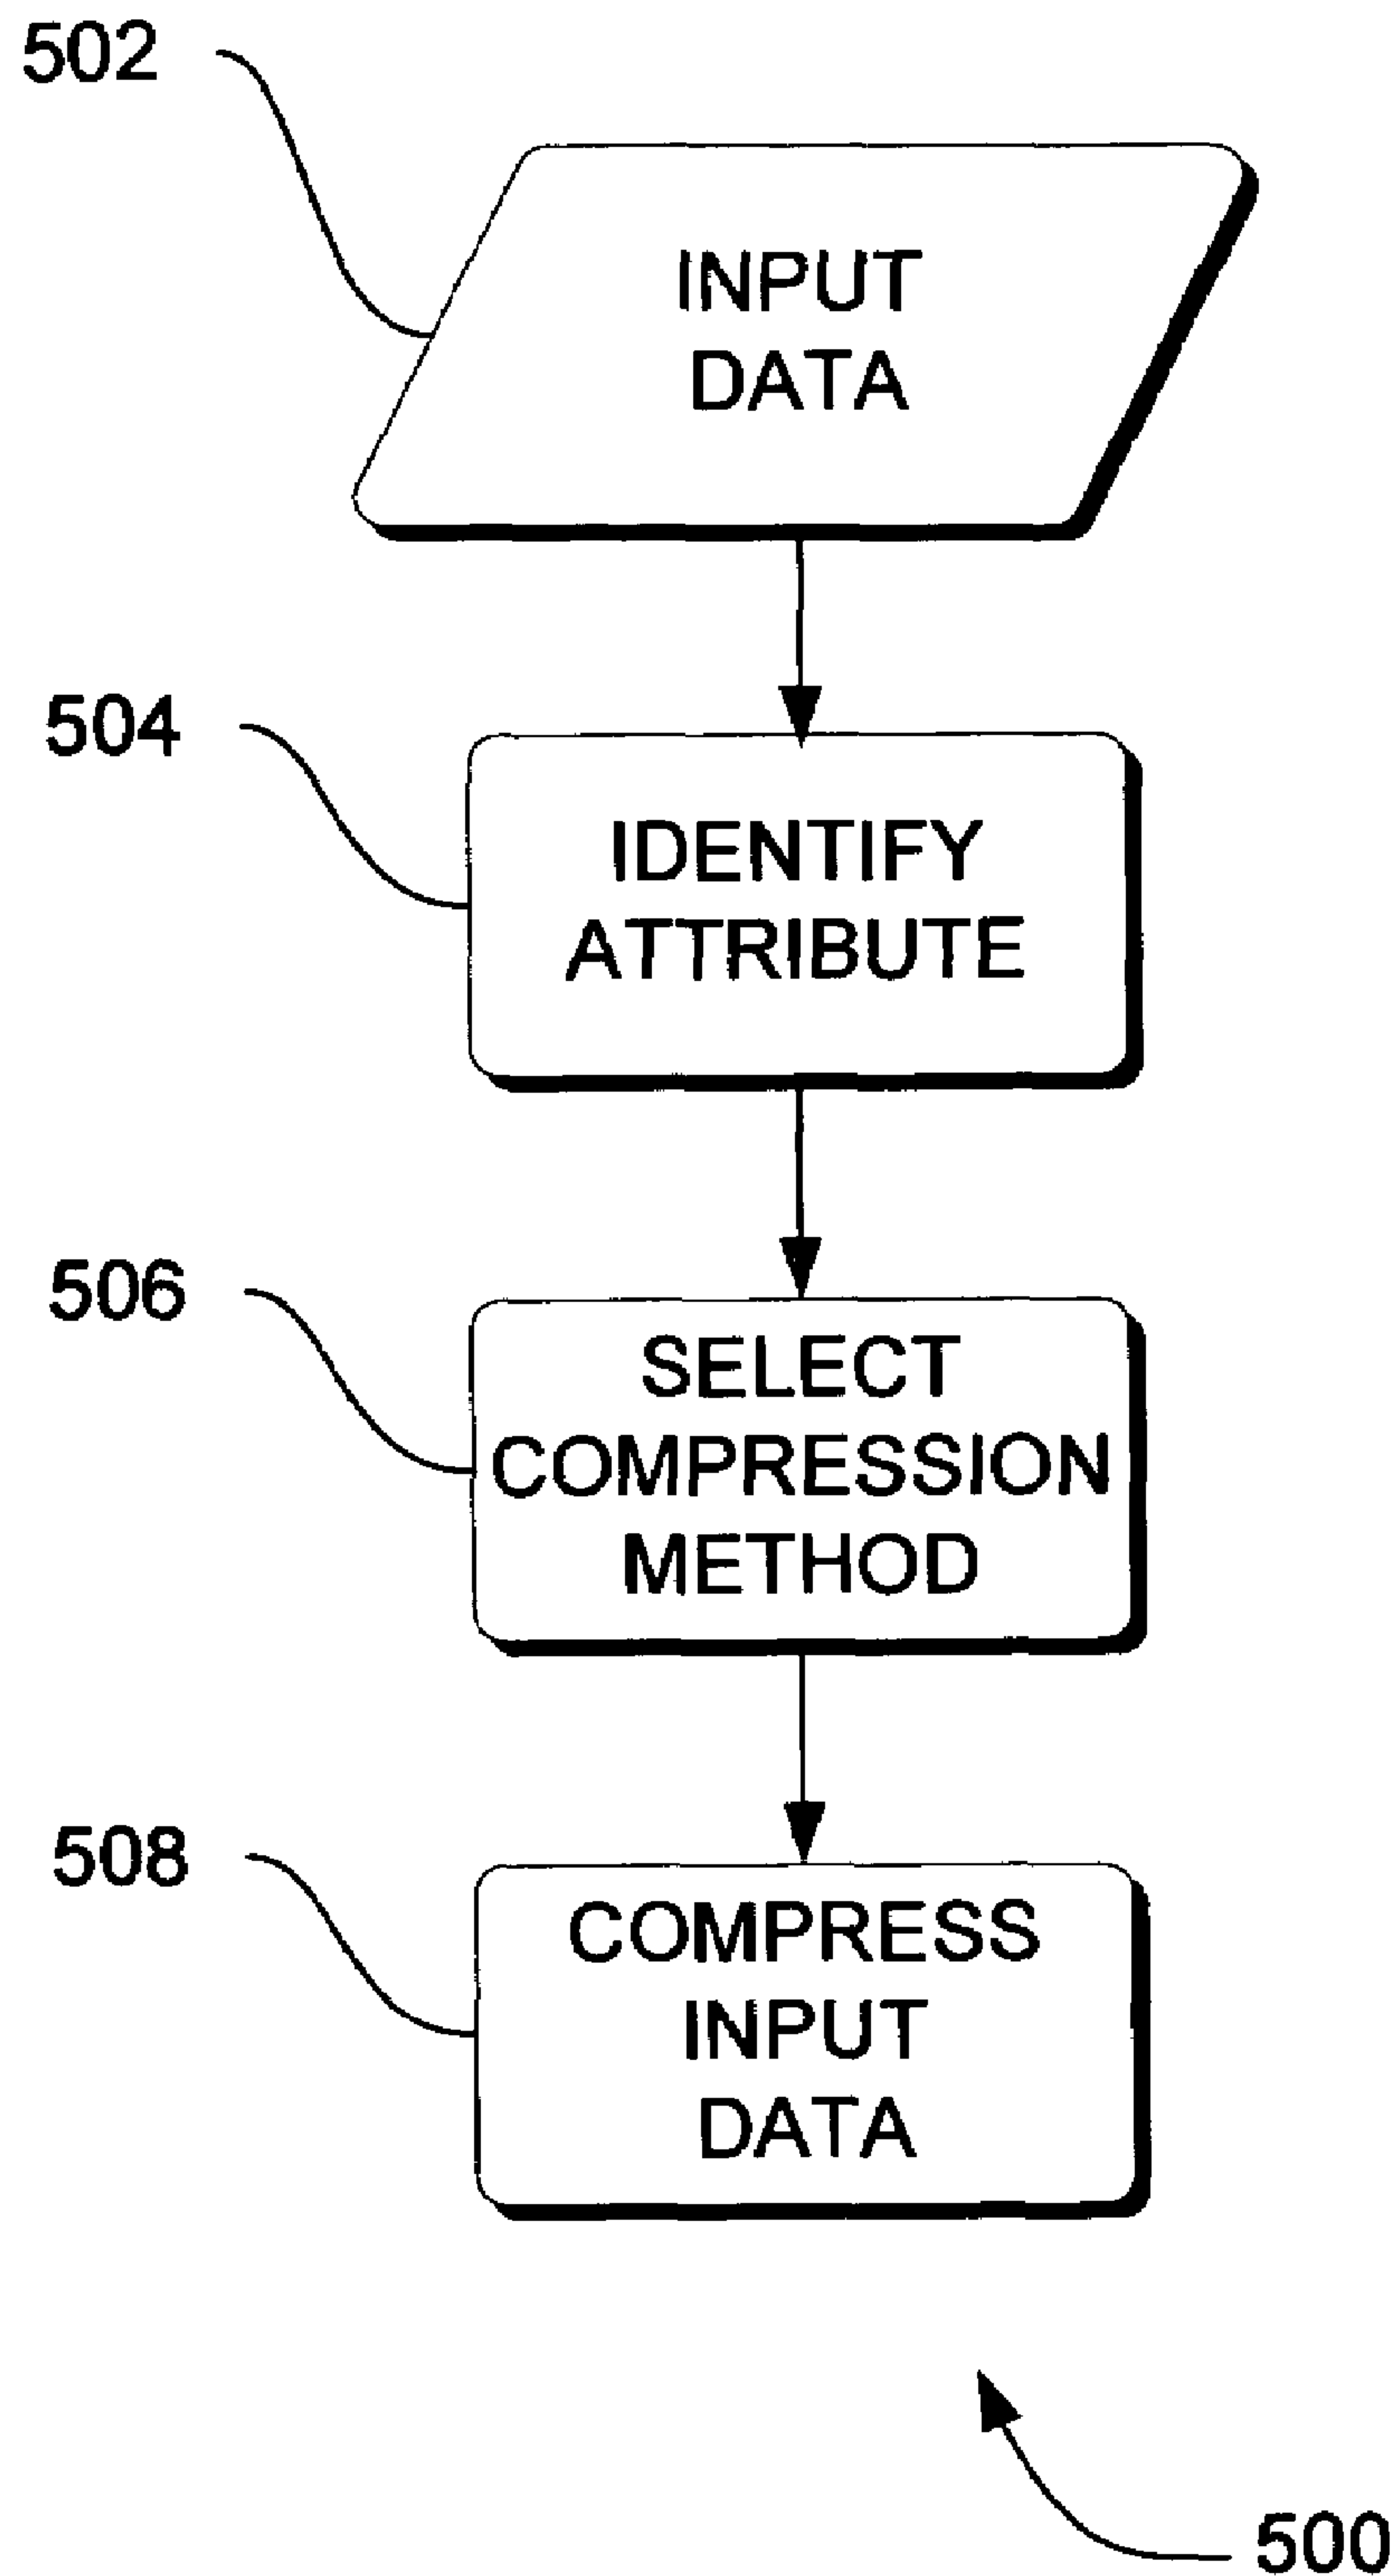 502
INPUT
DATA
504
IDENTIFY
ATTRIBUTE
506
SELECT
COMPRESSION
METHOD
508
COMPRESS
INPUT
DATA
500